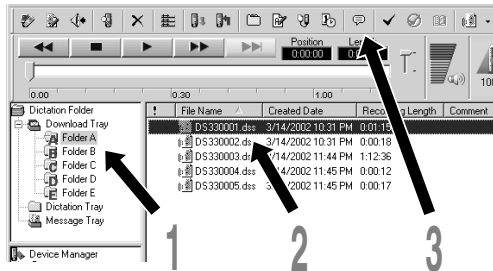 Position
0:00:00
0.00 0.30 1.00
Dictation Folder
! File Name Created Date Recording Length Comment
Download Tray
Folder A
Folder B
Folder C
Folder D
Folder E
Dictation Tray
Message Tray
Device Manager
DS330001.dss 3/14/2002 10:31 PM 0:01:15
DS330002.dss 3/14/2002 10:31 PM 0:00:18
DS330003.dss 3/14/2002 11:44 PM 1:12:36
DS330004.dss 3/14/2002 11:45 PM 0:00:12
DS330005.dss 3/14/2002 11:45 PM 0:00:17
1 2 3